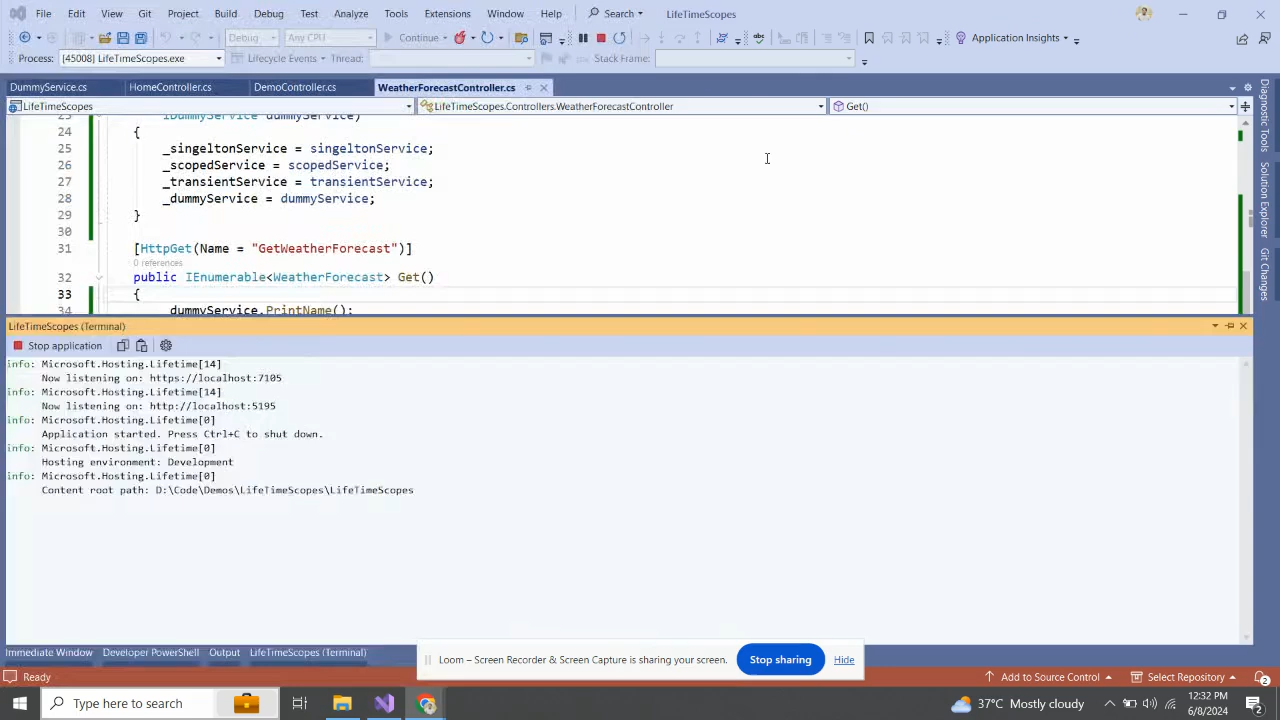 File Edit View Git Project Build Debug Test Analyze Tools Extensions Window Help Search LifeTimeScopes
Debug Any CPU Continue Application Insights
Process: [45008] LifeTimeScopes.exe Lifecycle Events Thread: Stack Frame:
DummyService.cs HomeController.cs DemoController.cs WeatherForecastController.cs
LifeTimeScopes LifeTimeScopes.Controllers.WeatherForecastController Get()
23 IDummyService dummyService)
24 {
25 _singeltonService = singeltonService;
26 _scopedService = scopedService;
27 _transientService = transientService;
28 _dummyService = dummyService;
29 }
30
31 [HttpGet(Name = "GetWeatherForecast")]
0 references
32 public IEnumerable<WeatherForecast> Get()
33 {
34 dummyService.PrintName();
Diagnostic Tools
Solution Explorer
Git Changes
LifeTimeScopes (Terminal)
Stop application
info: Microsoft.Hosting.Lifetime[14]
Now listening on: https://localhost:7105
info: Microsoft.Hosting.Lifetime[14]
Now listening on: http://localhost:5195
info: Microsoft.Hosting.Lifetime[0]
Application started. Press Ctrl+C to shut down.
info: Microsoft.Hosting.Lifetime[0]
Hosting environment: Development
info: Microsoft.Hosting.Lifetime[0]
Content root path: D:\Code\Demos\LifeTimeScopes\LifeTimeScopes
Immediate Window Developer PowerShell Output LifeTimeScopes (Terminal)
Loom – Screen Recorder & Screen Capture is sharing your screen. Stop sharing Hide
Ready Add to Source Control Select Repository 2
Type here to search 37°C Mostly cloudy 12:32 PM
6/8/2024 2